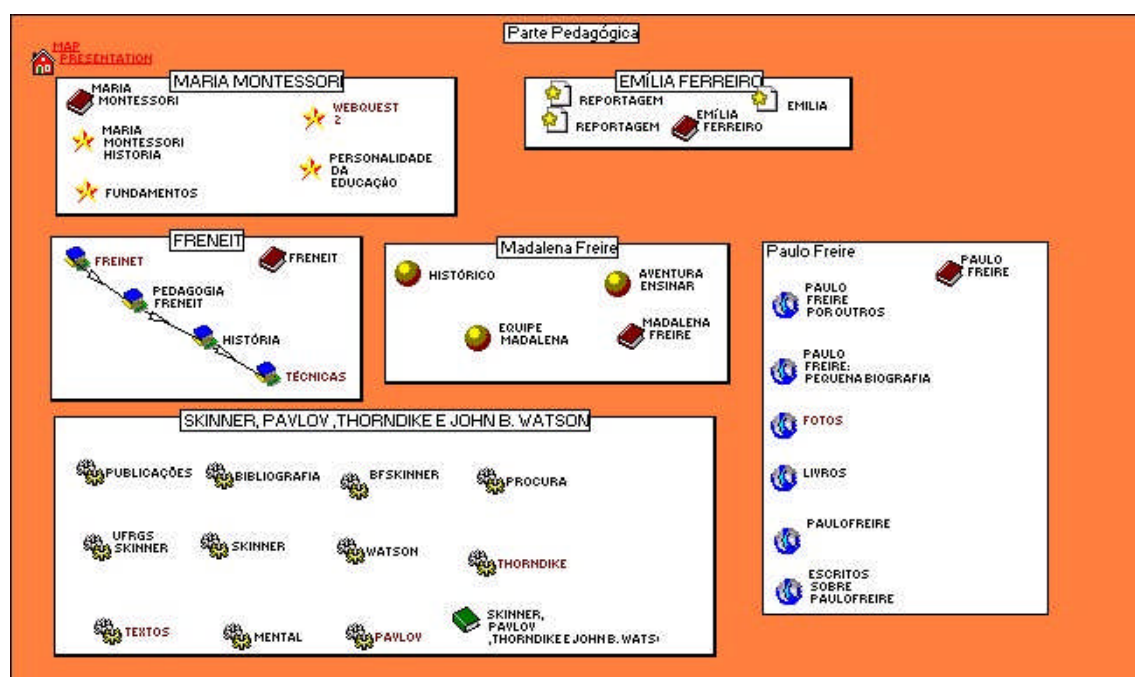 Parte Pedagógica
MAP
PRESENTATION
MARIA MONTESSORI
MARIA
MONTESSORI
WEBQUEST
2
MARIA
MONTESSORI
HISTORIA
PERSONALIDADE
DA
EDUCAÇÃO
FUNDAMENTOS
EMÍLIA FERREIRO
REPORTAGEM
EMILIA
REPORTAGEM
EMÍLIA
FERREIRO
FRENEIT
FREINET
FRENEIT
PEDAGOGIA
FRENEIT
HISTÓRIA
TÉCNICAS
Madalena Freire
HISTÓRICO
AVENTURA
ENSINAR
EQUIPE
MADALENA
MADALENA
FREIRE
Paulo Freire
PAULO
FREIRE
PAULO
FREIRE
POR OUTROS
PAULO
FREIRE:
PEQUENA BIOGRAFIA
FOTOS
LIVROS
PAULOFREIRE
ESCRITOS
SOBRE
PAULOFREIRE
SKINNER, PAVLOV ,THORNDIKE E JOHN B. WATSON
PUBLICAÇÕES
BIBLIOGRAFIA
BFSKINNER
PROCURA
UFRGS
SKINNER
SKINNER
WATSON
THORNDIKE
TEXTOS
MENTAL
PAVLOV
SKINNER,
PAVLOV
,THORNDIKE E JOHN B. WATS